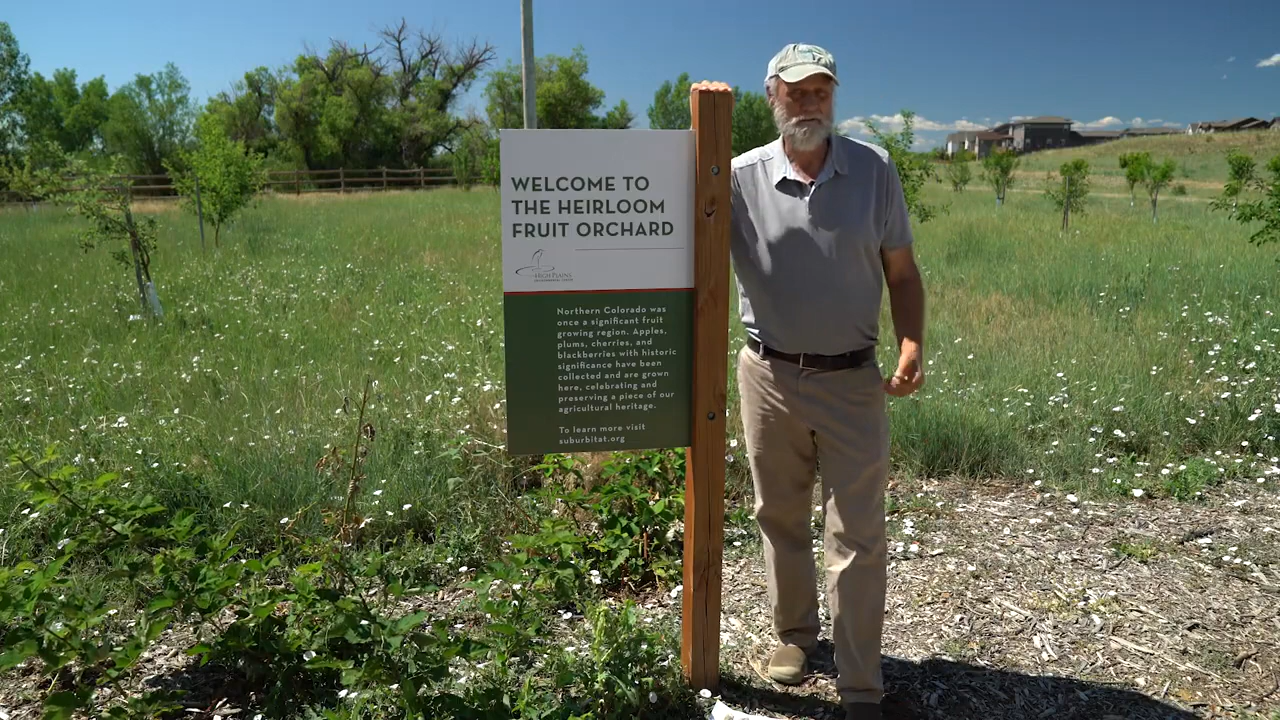 WELCOME TO
THE HEIRLOOM
FRUIT ORCHARD
HIGH PLAINS
Northern Colorado was
once a significant fruit
growing region. Apples,
plums, cherries, and
blackberries with historic
significance have been
collected and are grown
here, celebrating and
preserving a piece of our
agricultural heritage.
To learn more visit
suburbitat.org